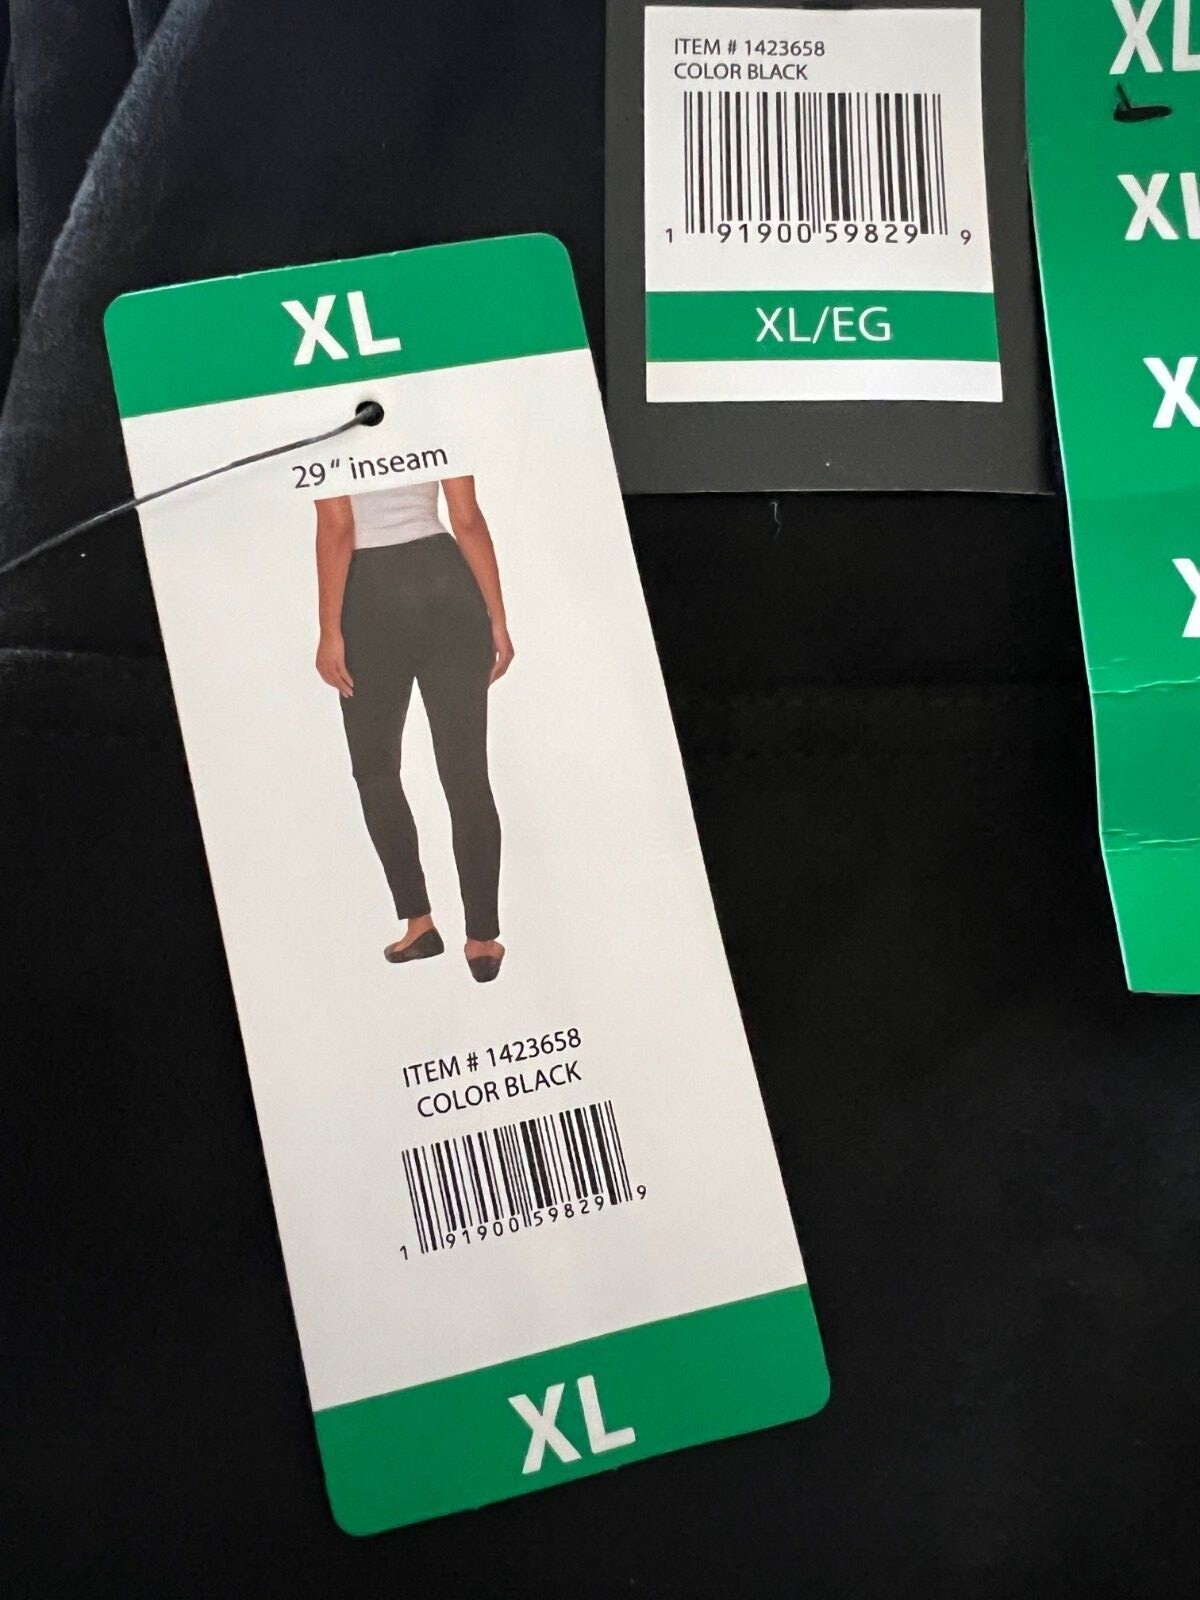 ITEM # 1423658
COLOR BLACK
1 91900 59829 9
XL/EG
XL
29" inseam
ITEM # 1423658
COLOR BLACK
1 91900 59829 9
XL
XL
XL
X
X